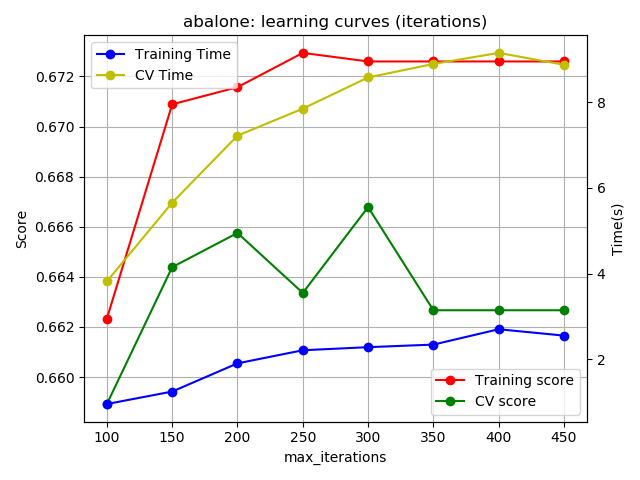 abalone: learning curves (iterations)
Training Time
CV Time
0.672
0.670
0.668
0.666
0.664
0.662
0.660
Score
8
6
4
2
Time(s)
Training score
CV score
100 150 200 250 300 350 400 450
max_iterations